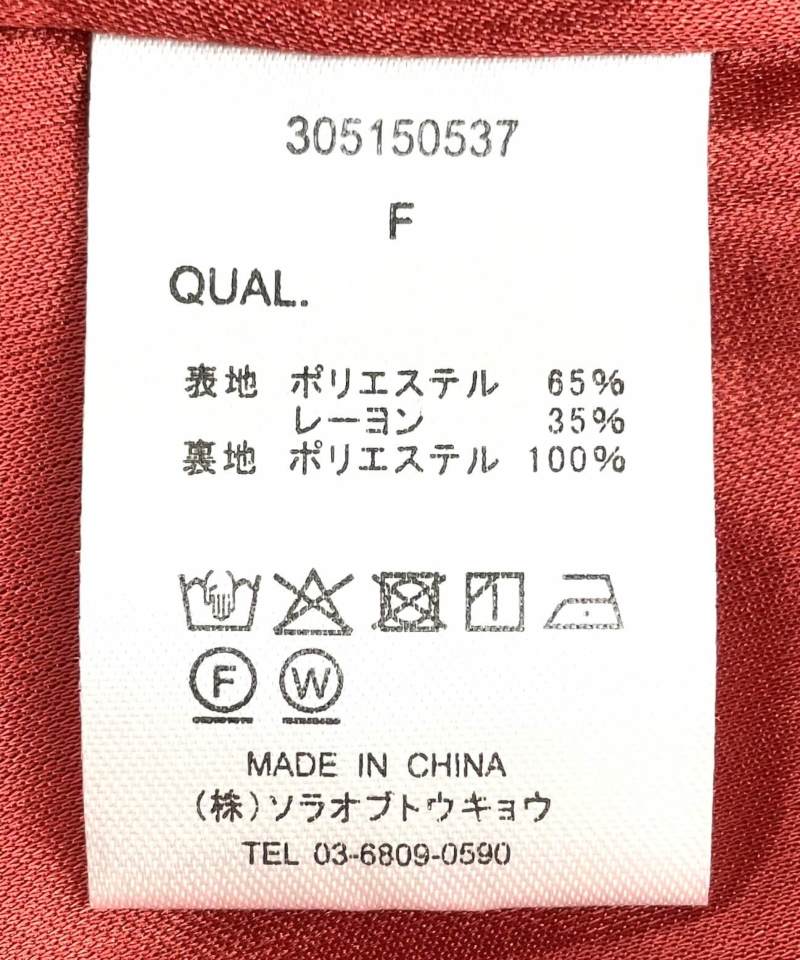 305150537
F
QUAL.
表地 ポリエステル 65%
レーヨン 35%
裏地 ポリエステル 100%
F W
MADE IN CHINA
(株)ソラオブトウキョウ
TEL 03-6809-0590